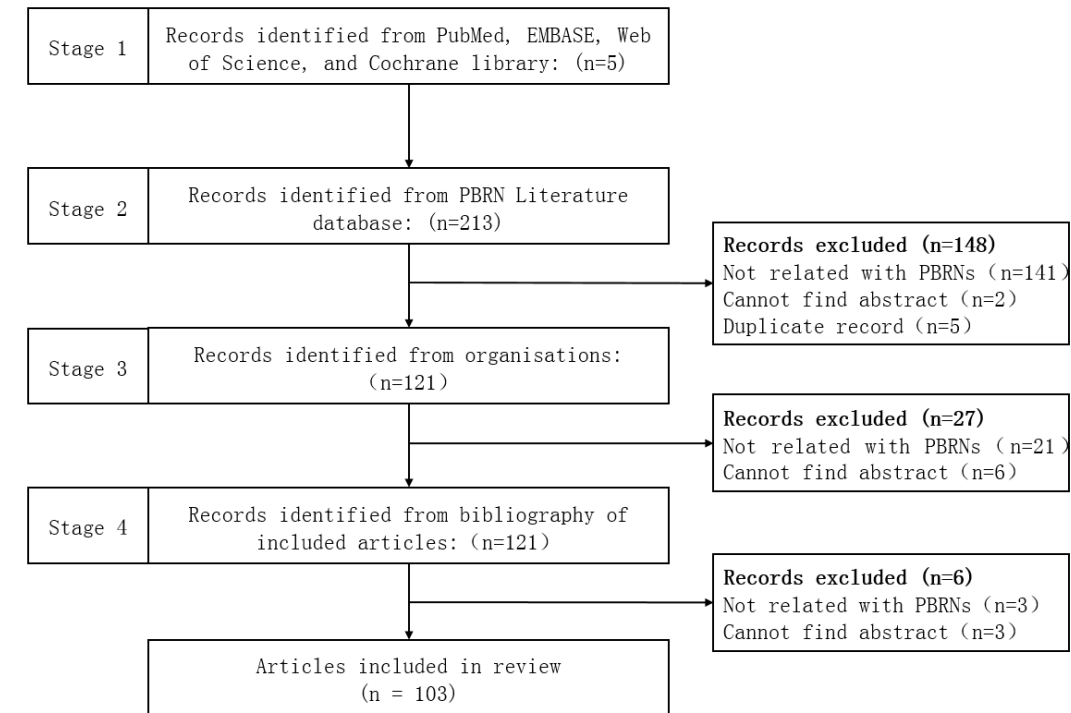 Stage 1
Records identified from PubMed, EMBASE, Web
of Science, and Cochrane library: (n=5)
Stage 2
Records identified from PBRN Literature
database: (n=213)
Records excluded (n=148)
Not related with PBRNs（n=141)
Cannot find abstract（n=2）
Duplicate record（n=5）
Stage 3
Records identified from organisations:
（n=121）
Records excluded (n=27)
Not related with PBRNs（n=21）
Cannot find abstract（n=6）
Stage 4
Records identified from bibliography of
included articles:（n=121）
Records excluded (n=6)
Not related with PBRNs（n=3）
Cannot find abstract（n=3）
Articles included in review
(n = 103)